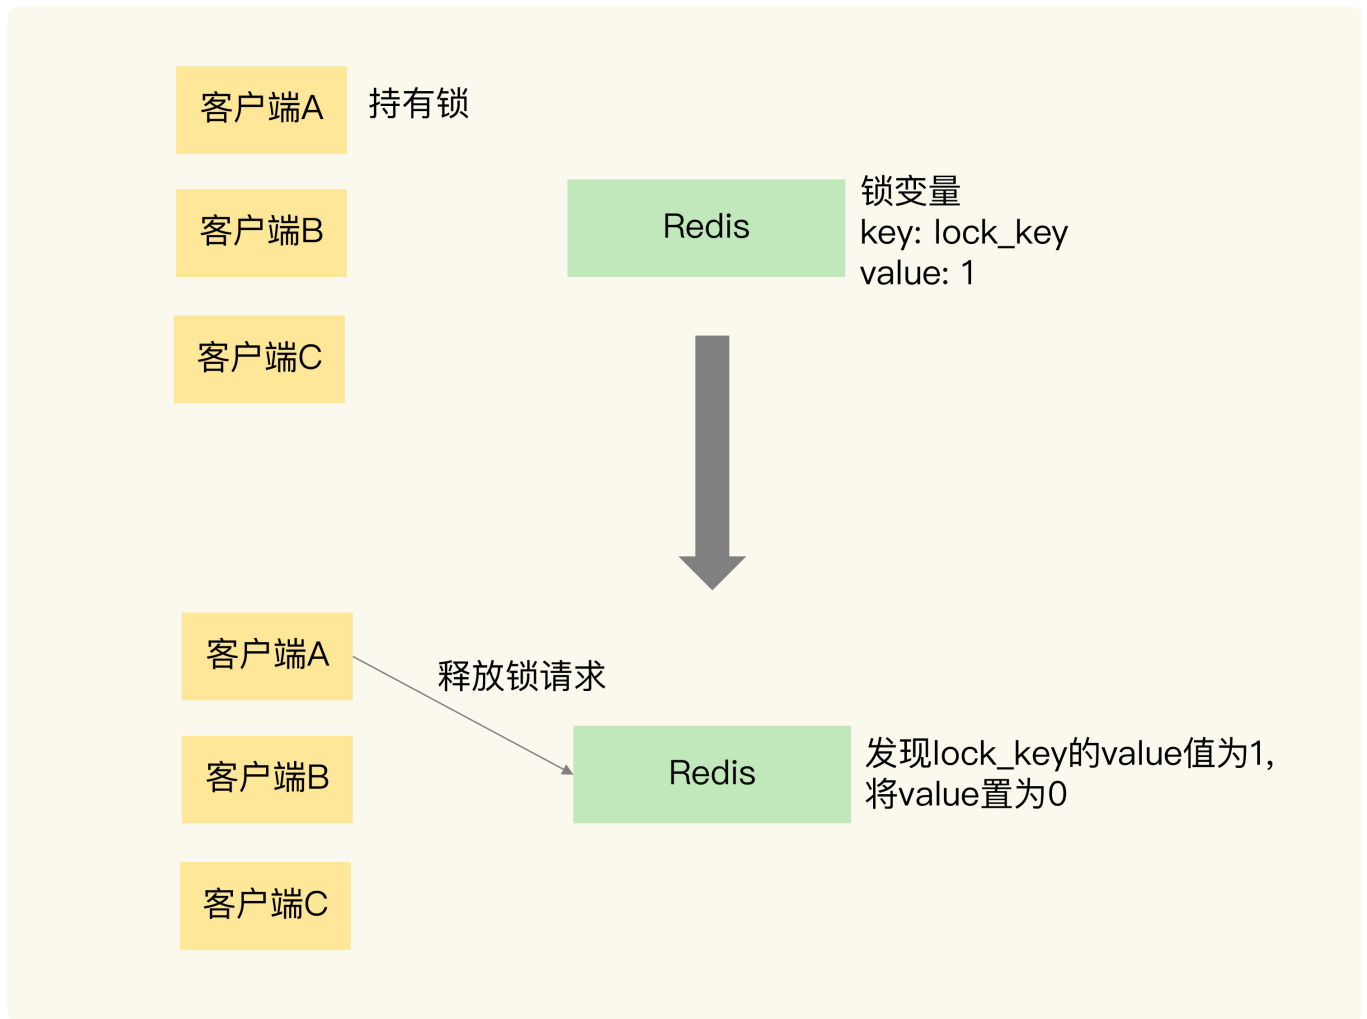 客户端A
持有锁
客户端B
Redis
锁变量
key: lock_key
value: 1
客户端C
客户端A
释放锁请求
客户端B
Redis
发现lock_key的value值为1,
将value置为0
客户端C